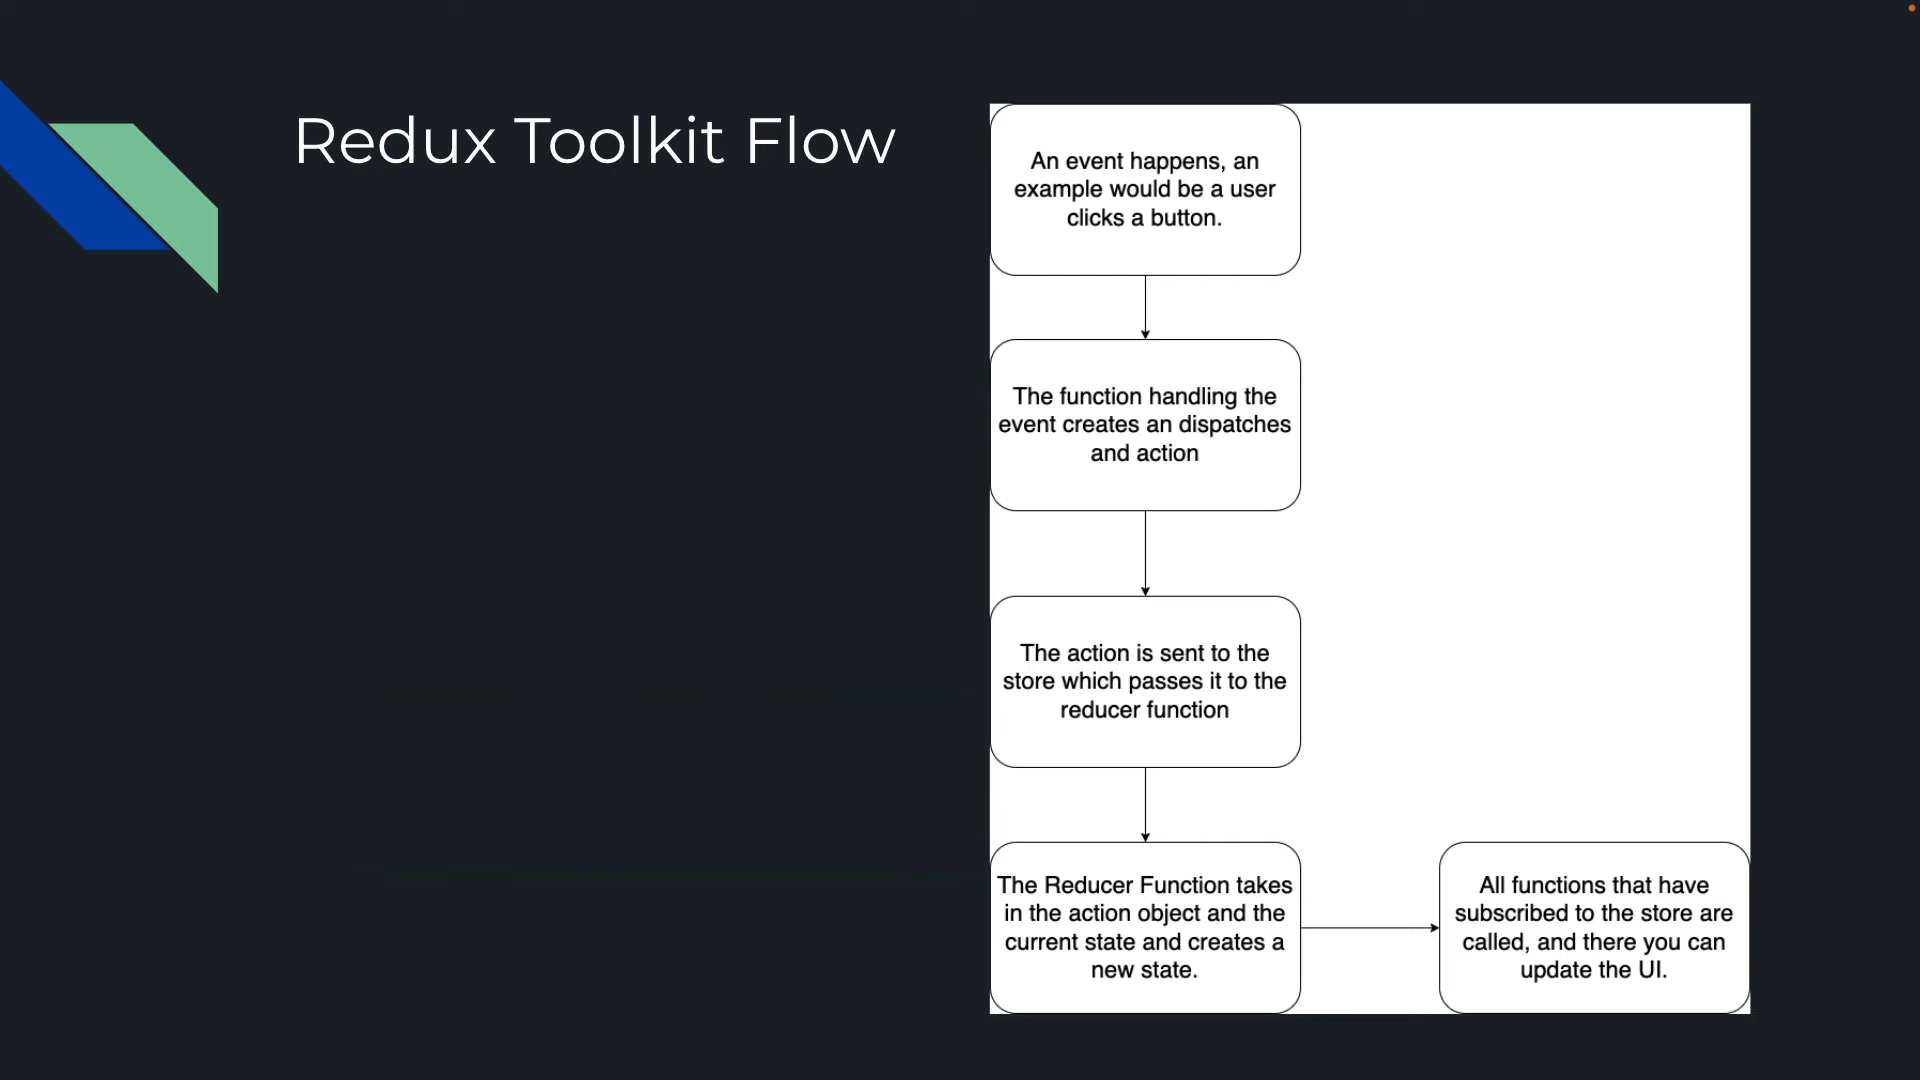 Redux Toolkit Flow
An event happens, an
example would be a user
clicks a button.
The function handling the
event creates an dispatches
and action
The action is sent to the
store which passes it to the
reducer function
The Reducer Function takes
in the action object and the
current state and creates a
new state.
All functions that have
subscribed to the store are
called, and there you can
update the UI.